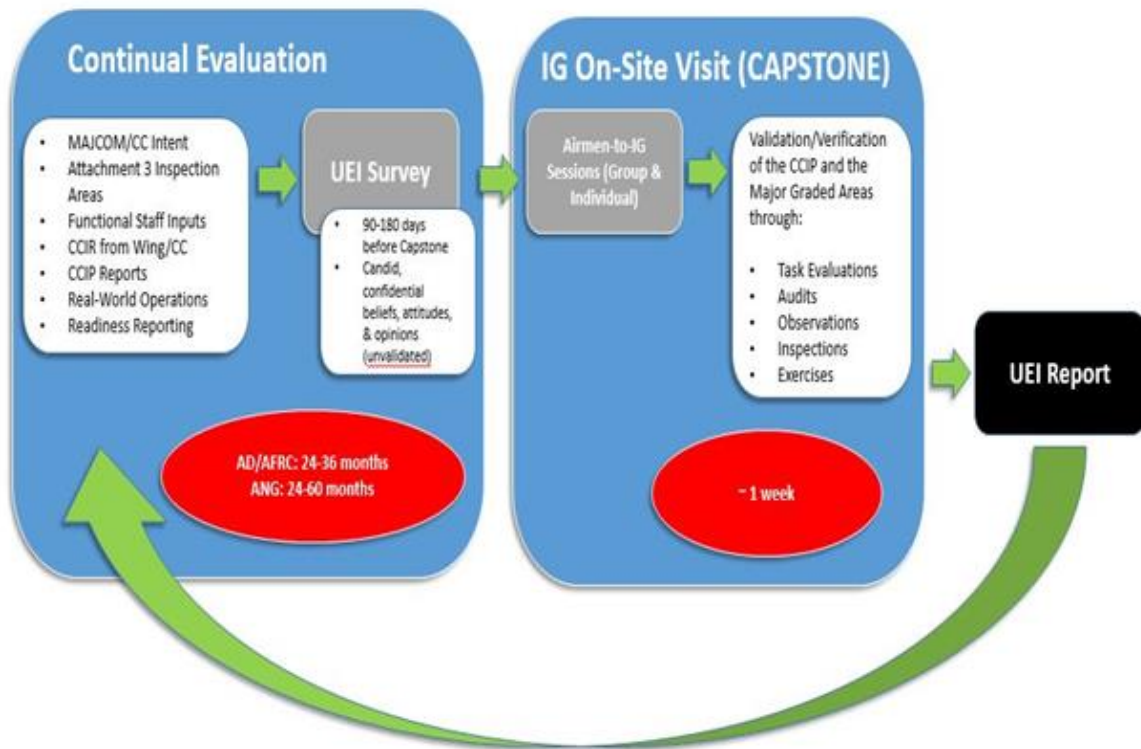 Continual Evaluation
• MAJCOM/CC Intent
• Attachment 3 Inspection
Areas
• Functional Staff Inputs
• CCIR from Wing/CC
• CCIP Reports
• Real-World Operations
• Readiness Reporting
UEI Survey
• 90-180 days
before Capstone
• Candid,
confidential
beliefs, attitudes,
& opinions
(unvalidated)
AD/AFRC: 24-36 months
ANG: 24-60 months
IG On-Site Visit (CAPSTONE)
Airmen-to-IG
Sessions (Group &
Individual)
Validation/Verification
of the CCIP and the
Major Graded Areas
through:
• Task Evaluations
• Audits
• Observations
• Inspections
• Exercises
~ 1 week
UEI Report